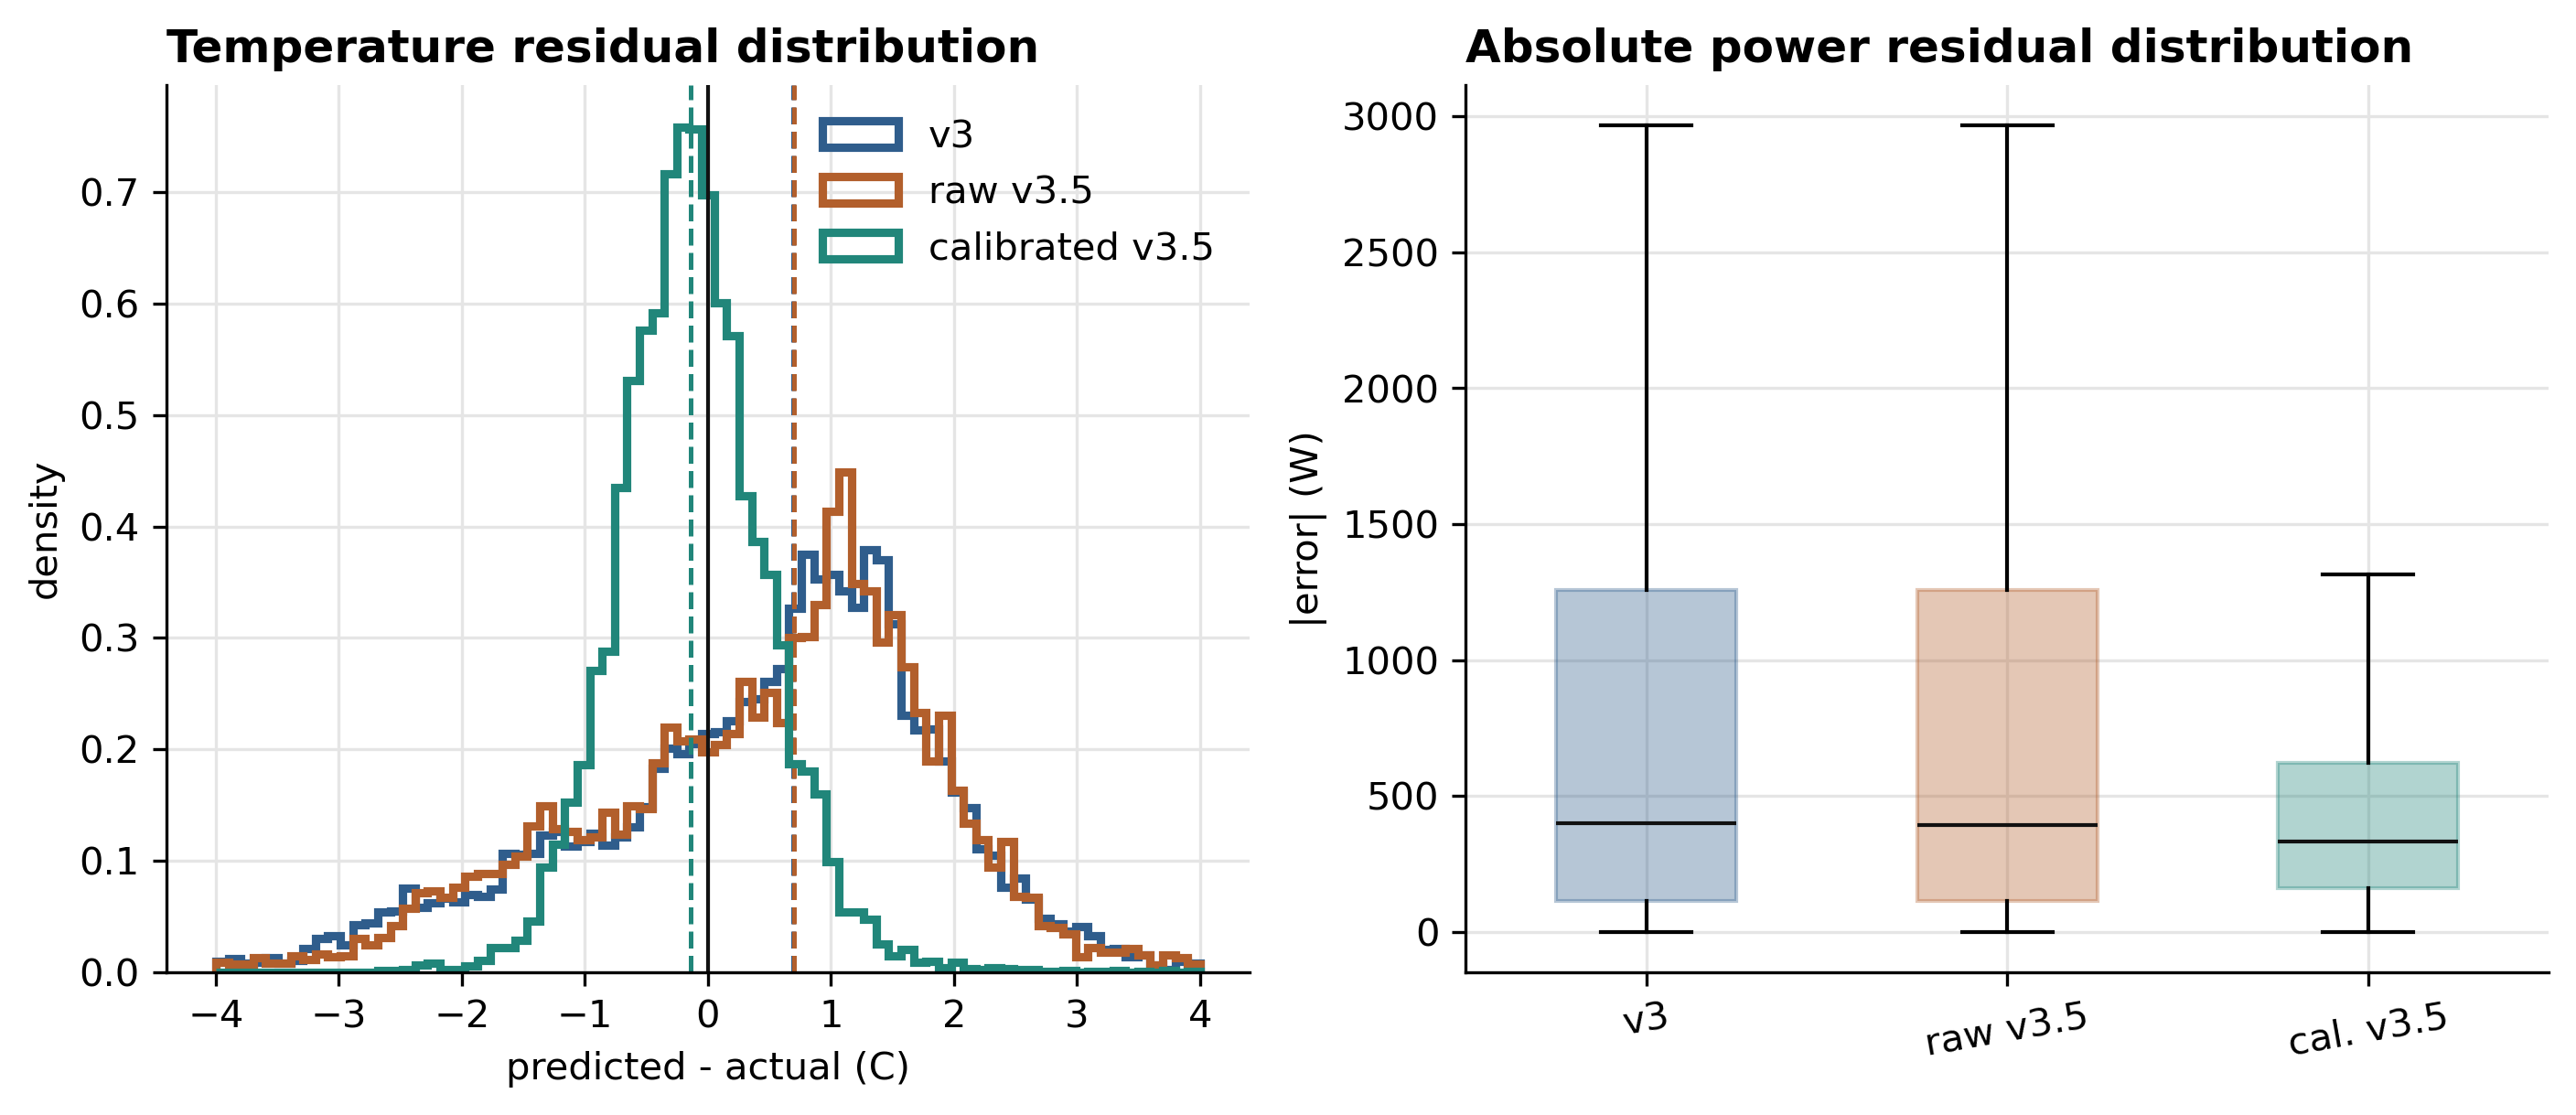 Temperature residual distribution
v3
raw v3.5
calibrated v3.5
density
0.7
0.6
0.5
0.4
0.3
0.2
0.1
0.0
−4 −3 −2 −1 0 1 2 3 4
predicted - actual (C)
Absolute power residual distribution
|error| (W)
3000
2500
2000
1500
1000
500
0
v3 raw v3.5 cal. v3.5